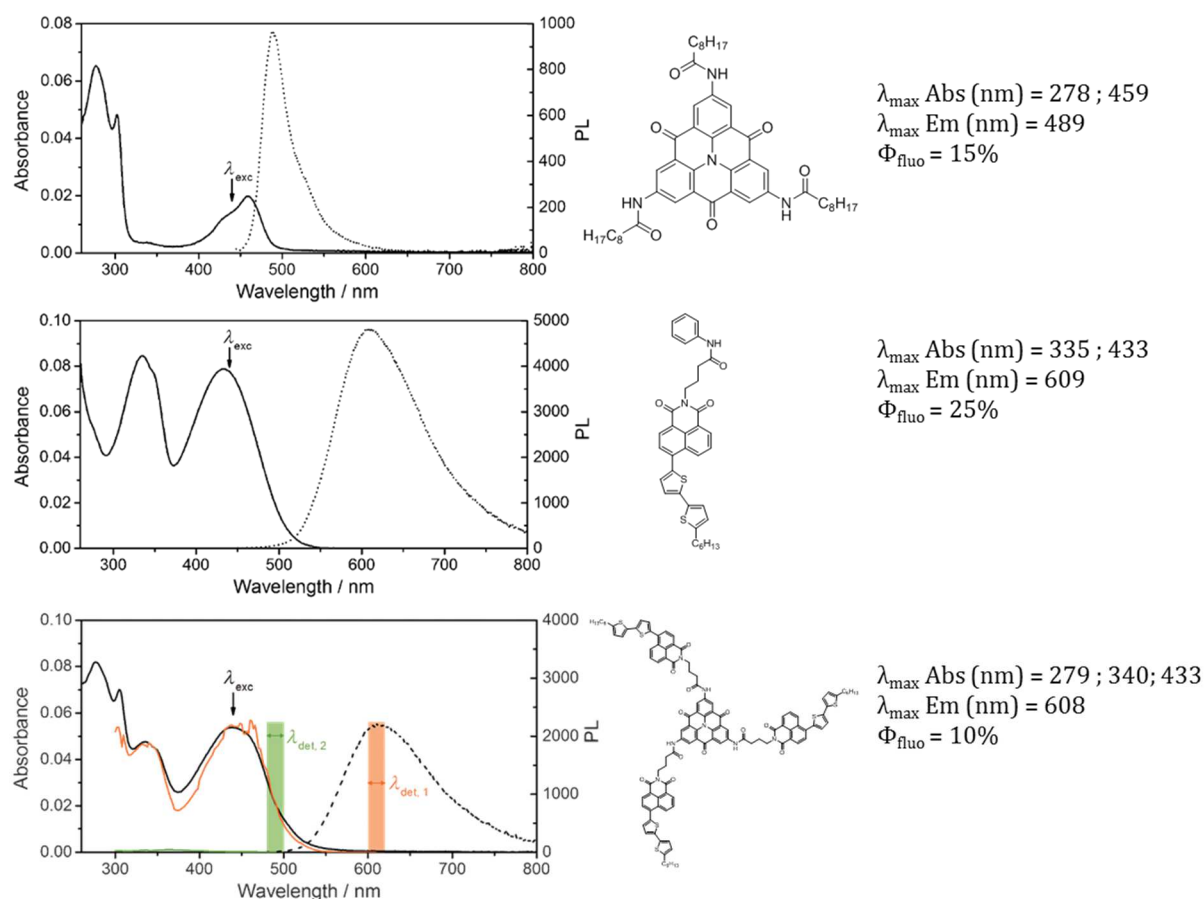 0.08
0.06
0.04
0.02
0.00
Absorbance
λexc
1000
800
600
400
200
0
PL
300 400 500 600 700 800
Wavelength / nm
C8H17
O
NH
O
O
N
O
HN
O
H17C8
NH
O
C8H17
λmax Abs (nm) = 278 ; 459
λmax Em (nm) = 489
Φfluo = 15%
0.10
0.08
0.06
0.04
0.02
0.00
Absorbance
λexc
5000
4000
3000
2000
1000
0
PL
300 400 500 600 700 800
Wavelength / nm
NH
O
O
N
O
S
S
C6H13
λmax Abs (nm) = 335 ; 433
λmax Em (nm) = 609
Φfluo = 25%
0.10
0.08
0.06
0.04
0.02
0.00
Absorbance
λexc
λdet, 2
λdet, 1
4000
3000
2000
1000
0
PL
300 400 500 600 700 800
Wavelength / nm
λmax Abs (nm) = 279 ; 340; 433
λmax Em (nm) = 608
Φfluo = 10%